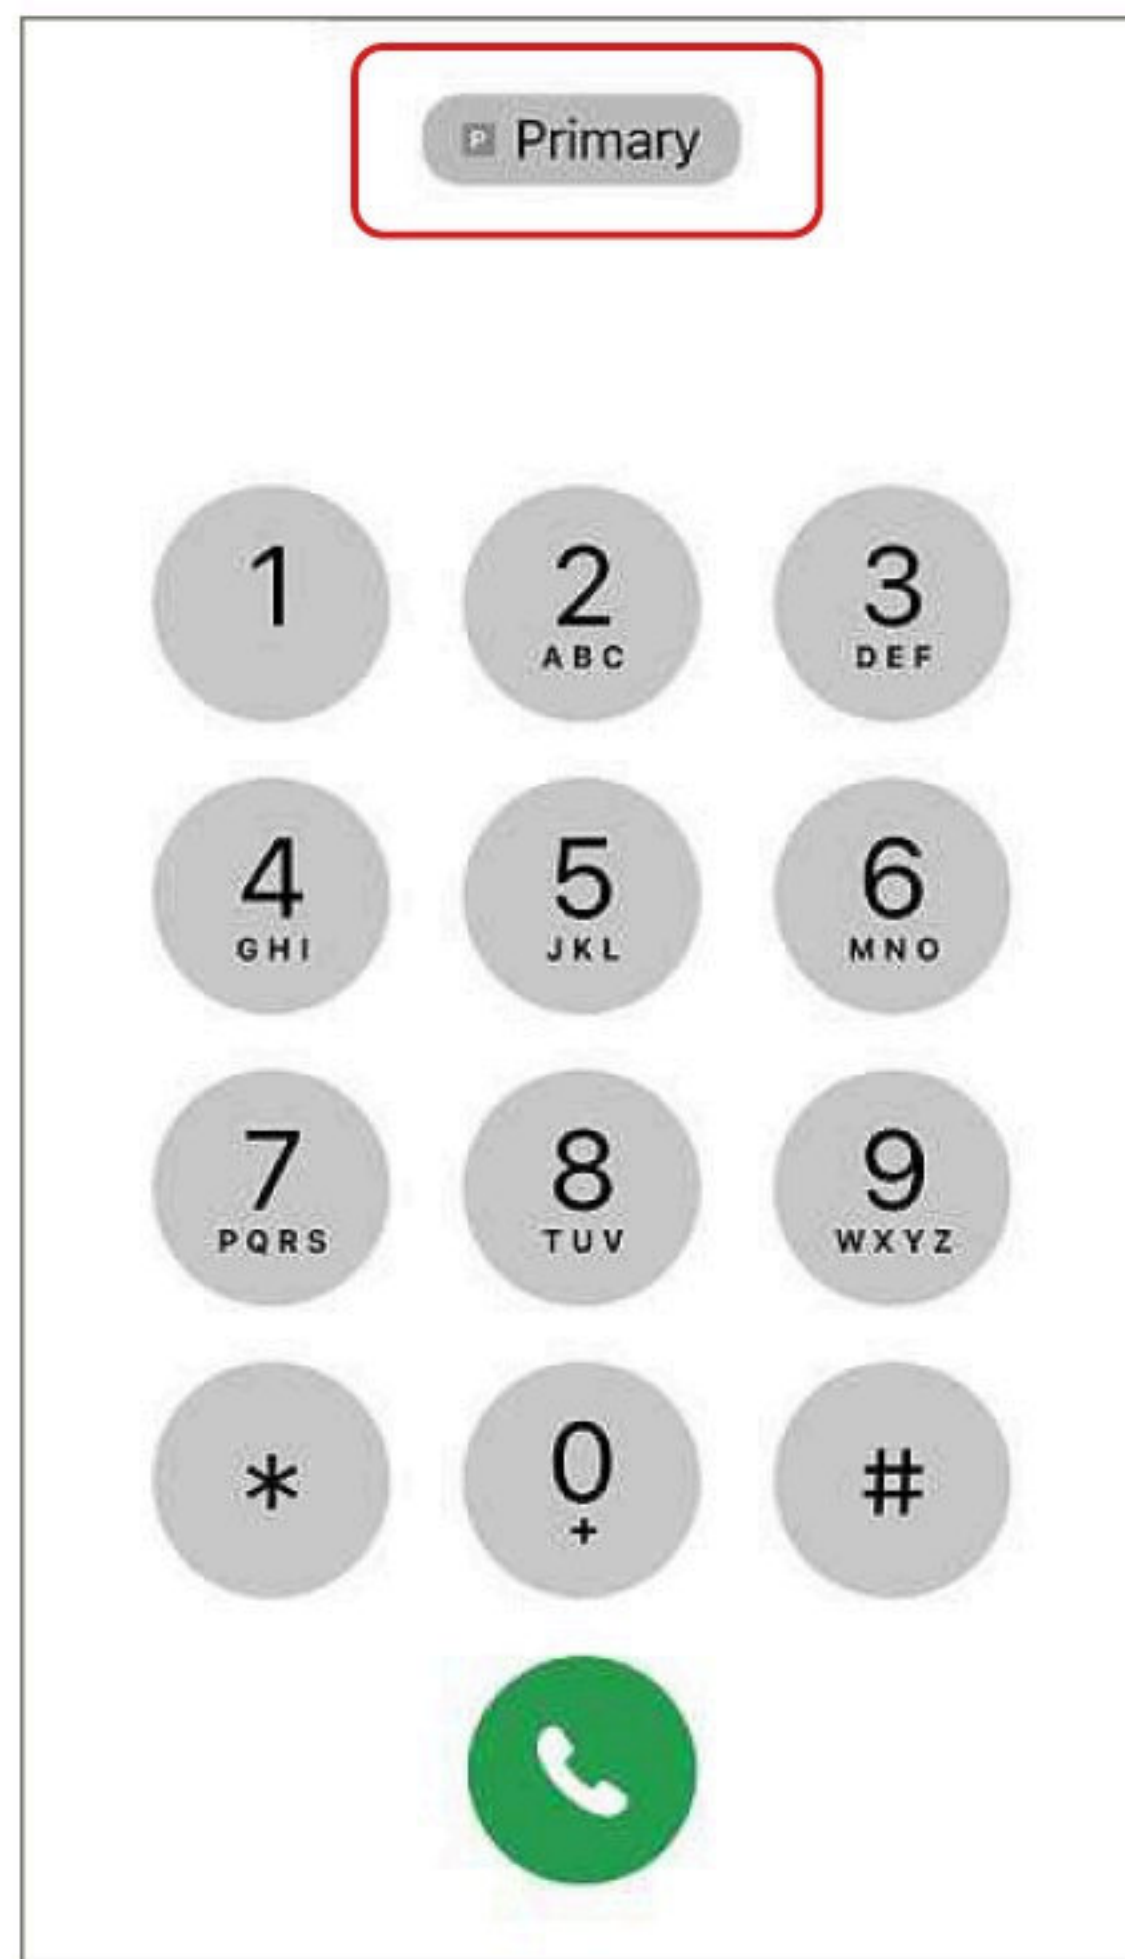 P Primary
1 2 3
ABC DEF
4 5 6
GHI JKL MNO
7 8 9
PQRS TUV WXYZ
* 0 #
+